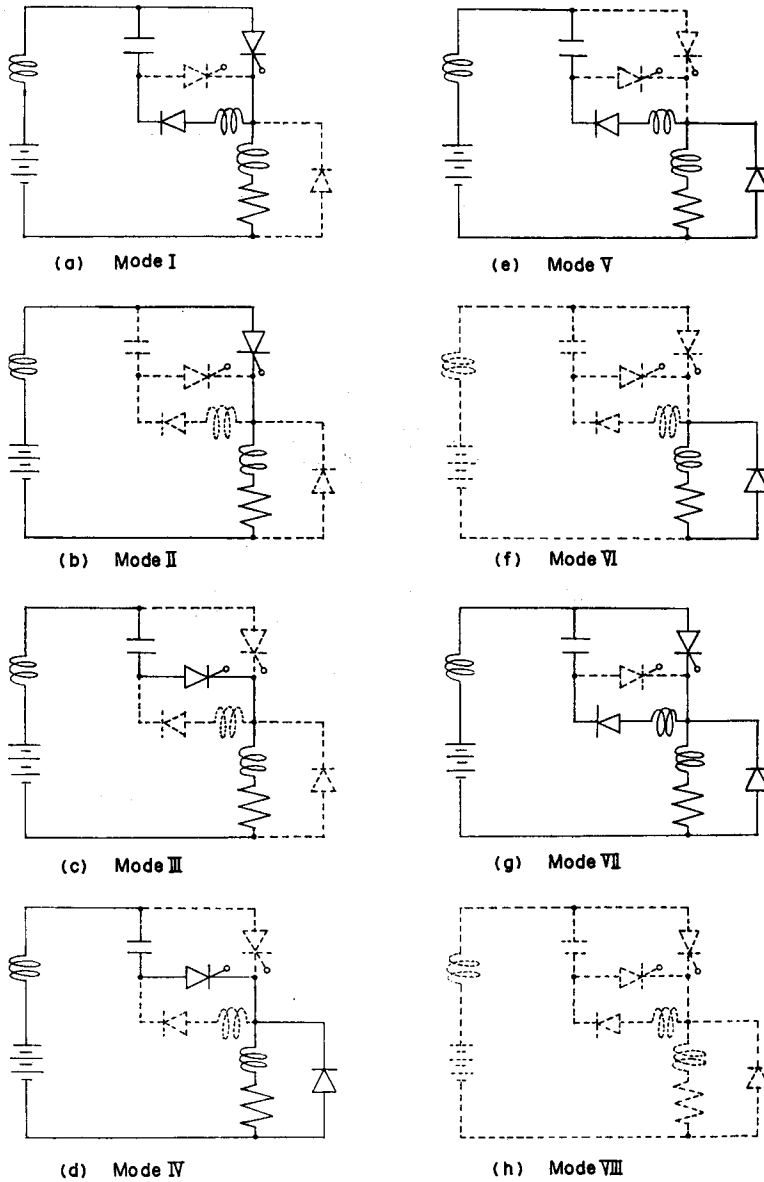 (a) Mode I
(e) Mode V
(b) Mode II
(f) Mode VI
(c) Mode III
(g) Mode VII
(d) Mode IV
(h) Mode VIII